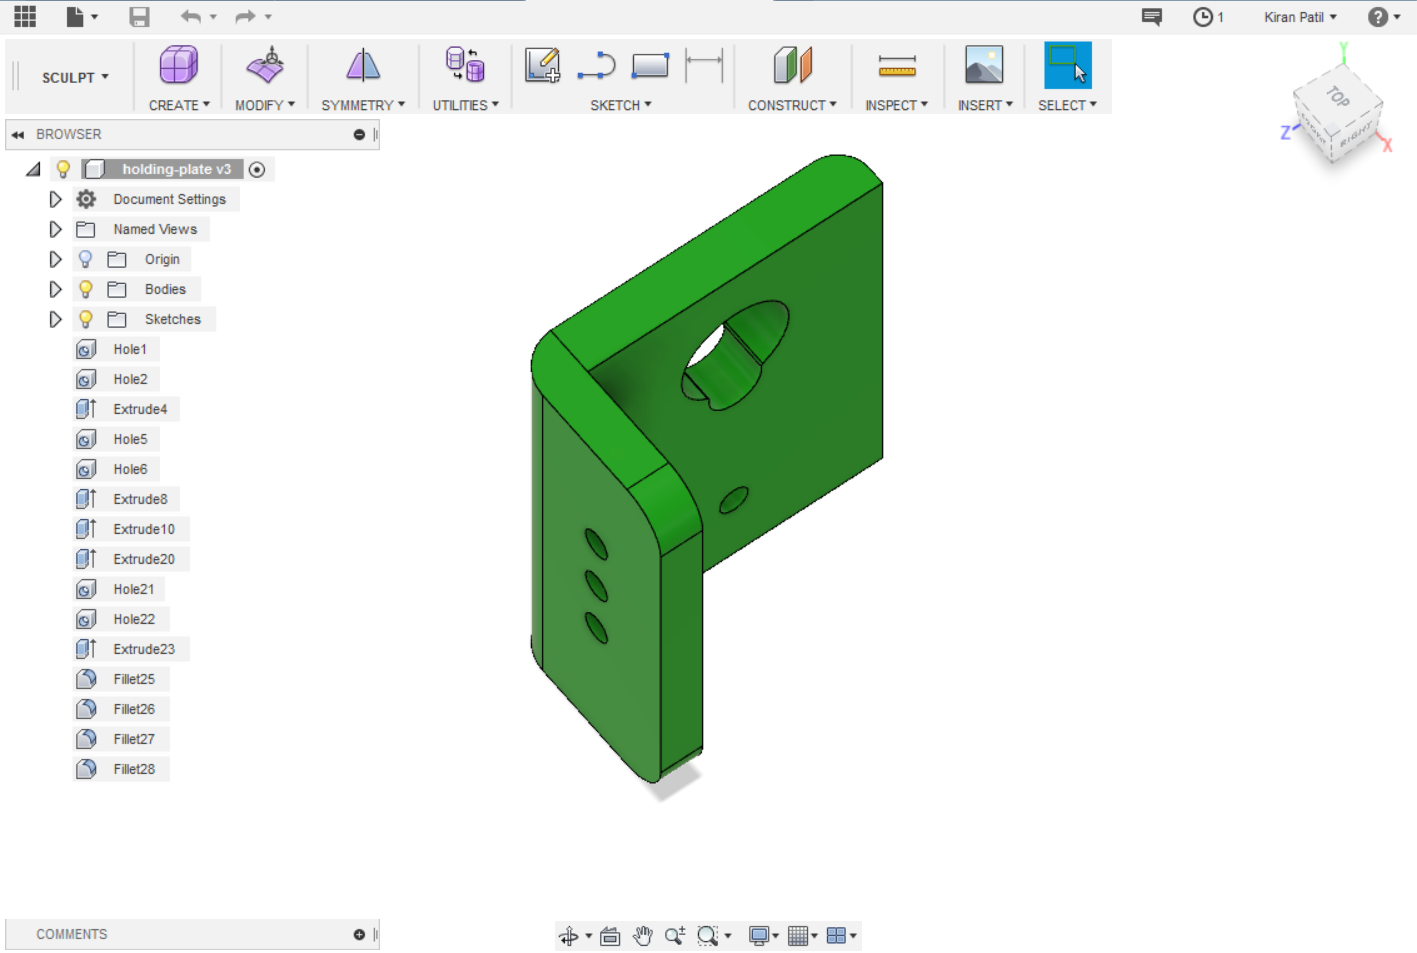 1
Kiran Patil
?
SCULPT
CREATE
MODIFY
SYMMETRY
UTILITIES
SKETCH
CONSTRUCT
INSPECT
INSERT
SELECT
Y
TOP
RIGHT
Z
X
BROWSER
holding-plate v3
Document Settings
Named Views
Origin
Bodies
Sketches
Hole1
Hole2
Extrude4
Hole5
Hole6
Extrude8
Extrude10
Extrude20
Hole21
Hole22
Extrude23
Fillet25
Fillet26
Fillet27
Fillet28
COMMENTS